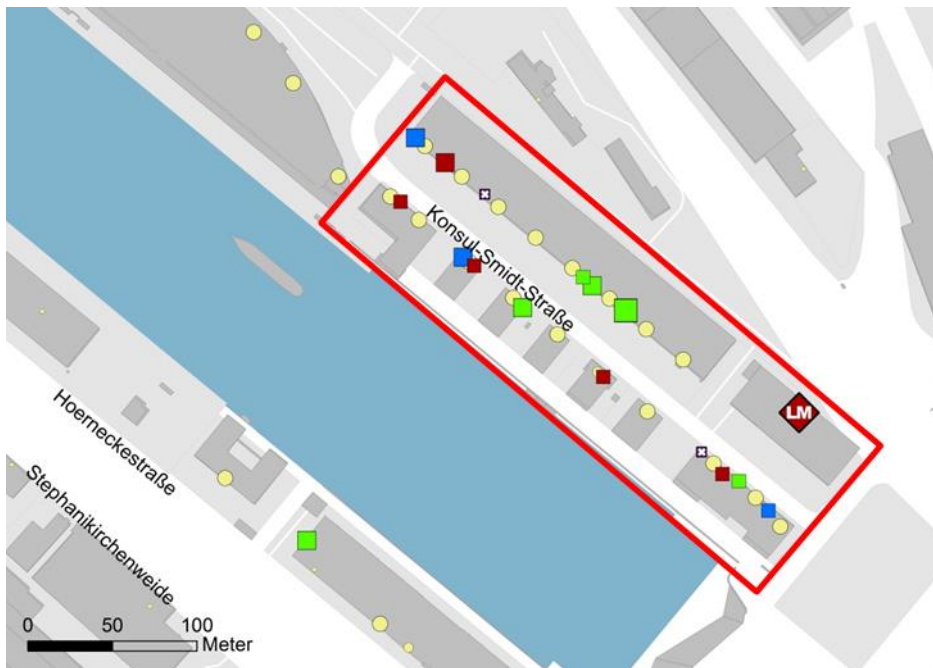 Konsul-Smidt-Straße
LM
Hoerneckestraße
Stephanikirchenweide
0 50 100
Meter